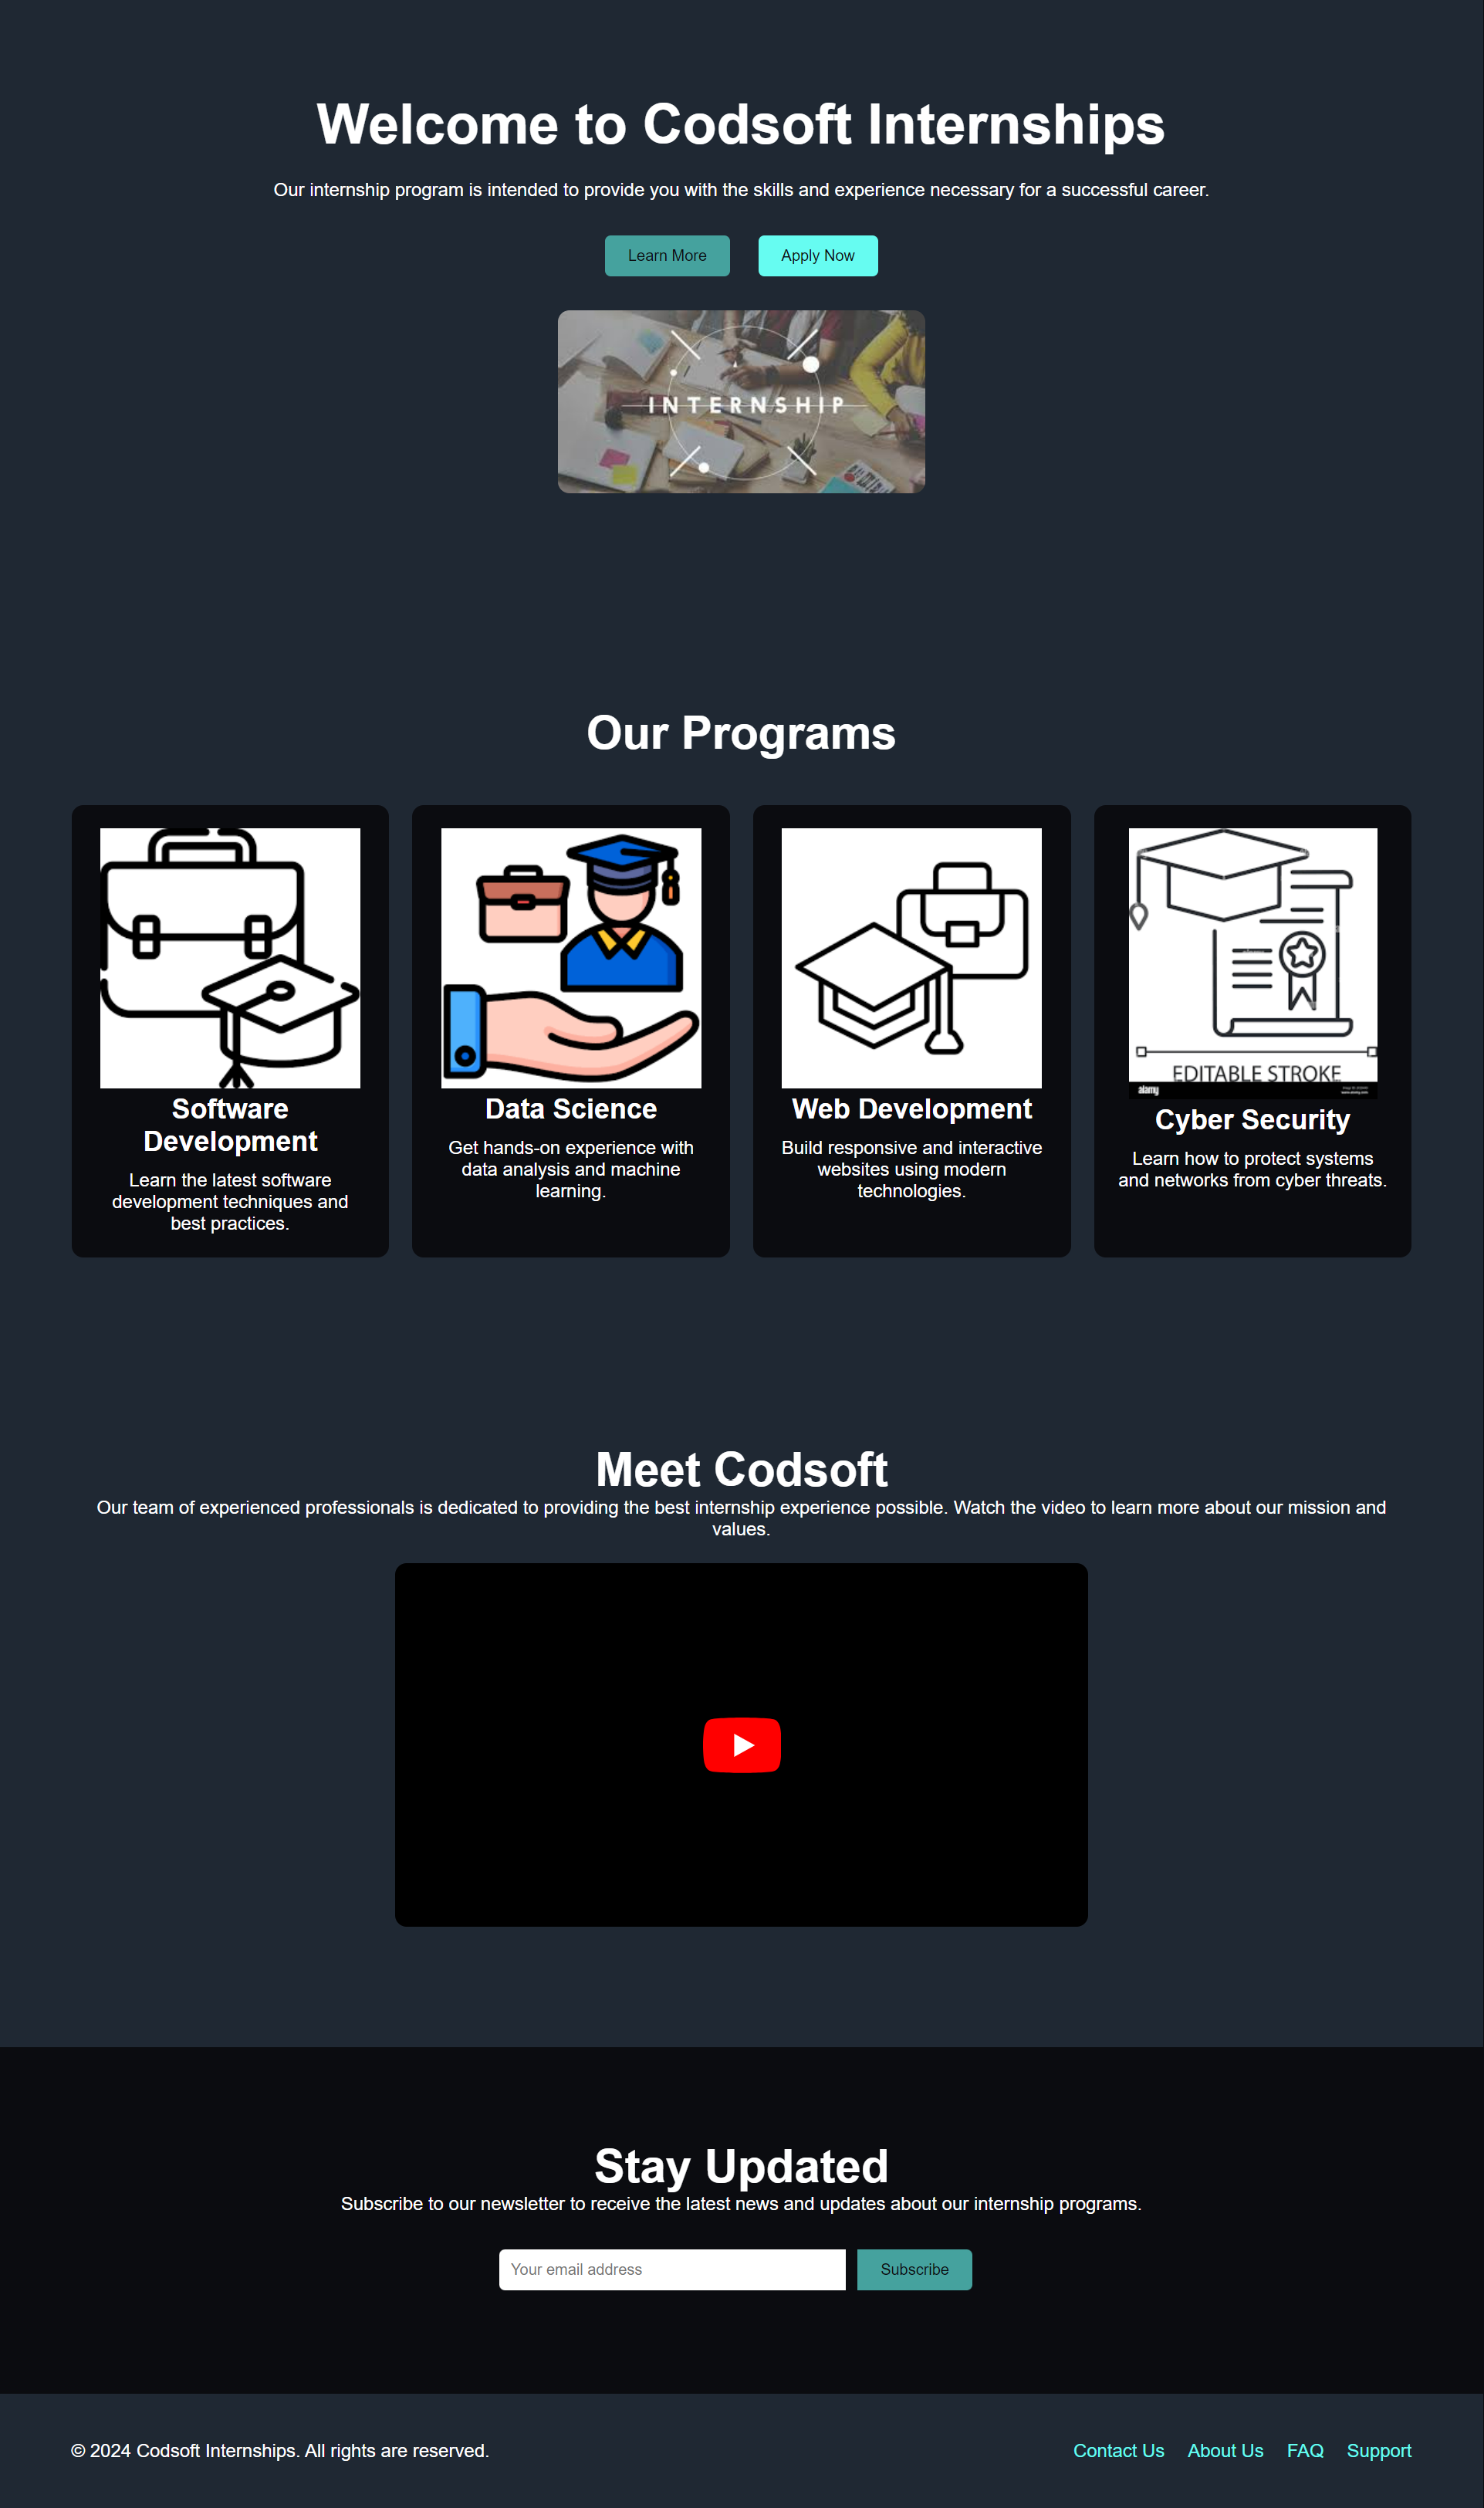 Welcome to Codsoft Internships
Our internship program is intended to provide you with the skills and experience necessary for a successful career.
Learn More
Apply Now
INTERNSHIP
Our Programs
Software
Development
Learn the latest software
development techniques and
best practices.
Data Science
Get hands-on experience with
data analysis and machine
learning.
Web Development
Build responsive and interactive
websites using modern
technologies.
EDITABLE STROKE
alamy
Cyber Security
Learn how to protect systems
and networks from cyber threats.
Meet Codsoft
Our team of experienced professionals is dedicated to providing the best internship experience possible. Watch the video to learn more about our mission and
values.
Stay Updated
Subscribe to our newsletter to receive the latest news and updates about our internship programs.
Your email address
Subscribe
© 2024 Codsoft Internships. All rights are reserved.
Contact Us
About Us
FAQ
Support